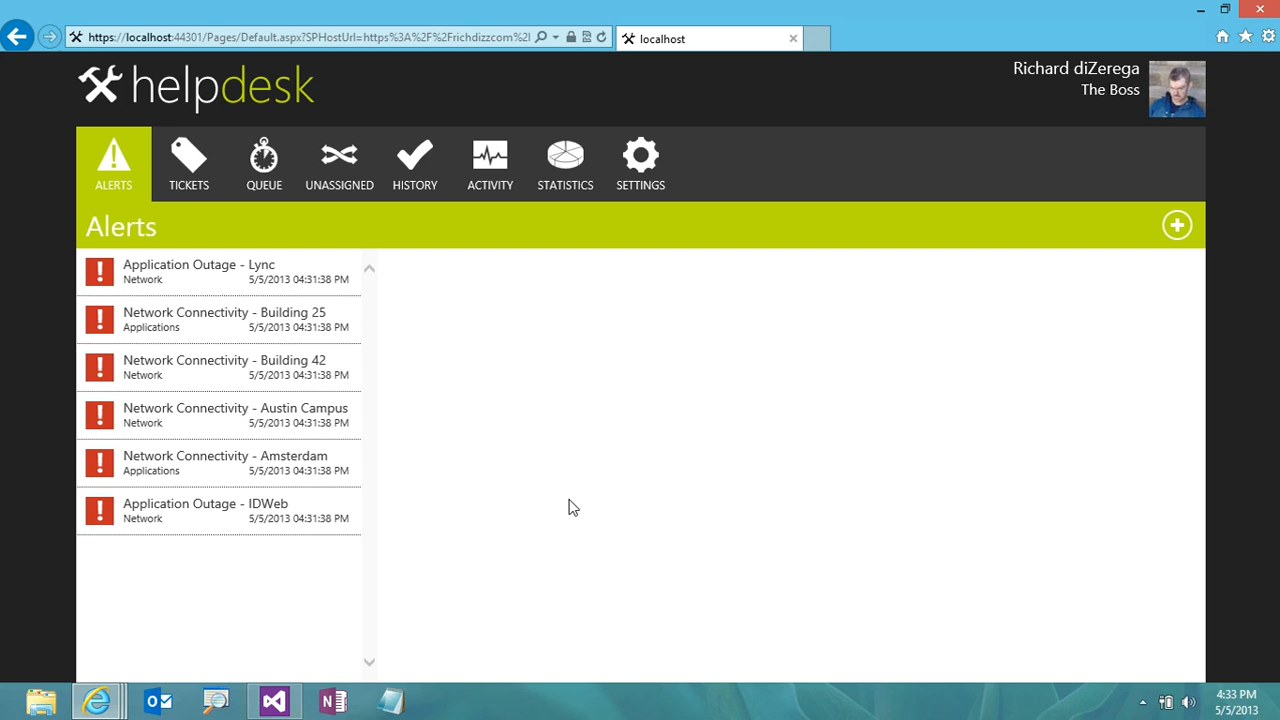 https://localhost:44301/Pages/Default.aspx?SPHostUrl=https%3A%2F%2Frichdizzcom%2
localhost
helpdesk
Richard diZerega
The Boss
ALERTS
TICKETS
QUEUE
UNASSIGNED
HISTORY
ACTIVITY
STATISTICS
SETTINGS
Alerts
Application Outage - Lync
Network 5/5/2013 04:31:38 PM
Network Connectivity - Building 25
Applications 5/5/2013 04:31:38 PM
Network Connectivity - Building 42
Network 5/5/2013 04:31:38 PM
Network Connectivity - Austin Campus
Network 5/5/2013 04:31:38 PM
Network Connectivity - Amsterdam
Applications 5/5/2013 04:31:38 PM
Application Outage - IDWeb
Network 5/5/2013 04:31:38 PM
4:33 PM
5/5/2013